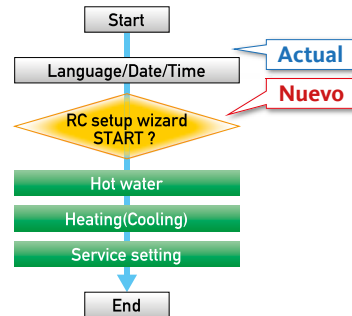 Start
Actual
Language/Date/Time
Nuevo
RC setup wizard
START ?
Hot water
Heating(Cooling)
Service setting
End